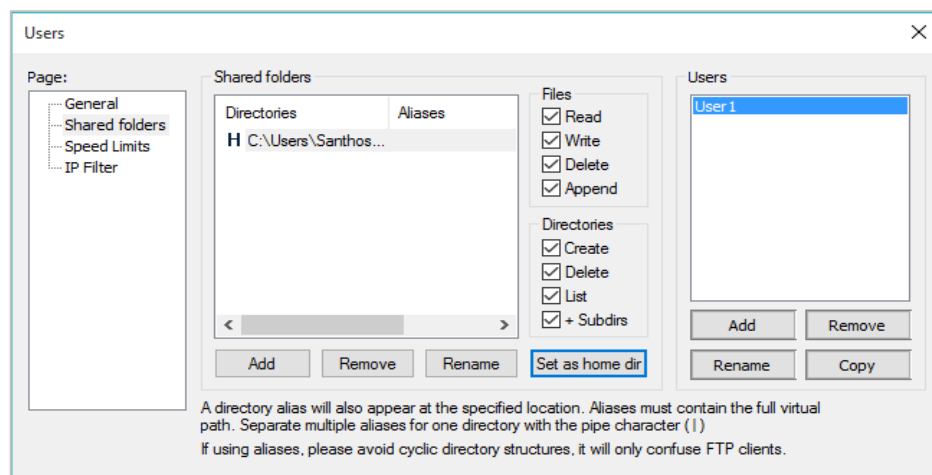 Users
Page:
General
Shared folders
Speed Limits
IP Filter
Shared folders
Directories Aliases
H C:\Users\Santhos...
Files
Read
Write
Delete
Append
Directories
Create
Delete
List
+ Subdirs
Add Remove Rename Set as home dir
Users
User1
Add Remove
Rename Copy
A directory alias will also appear at the specified location. Aliases must contain the full virtual
path. Separate multiple aliases for one directory with the pipe character ( | )
If using aliases, please avoid cyclic directory structures, it will only confuse FTP clients.